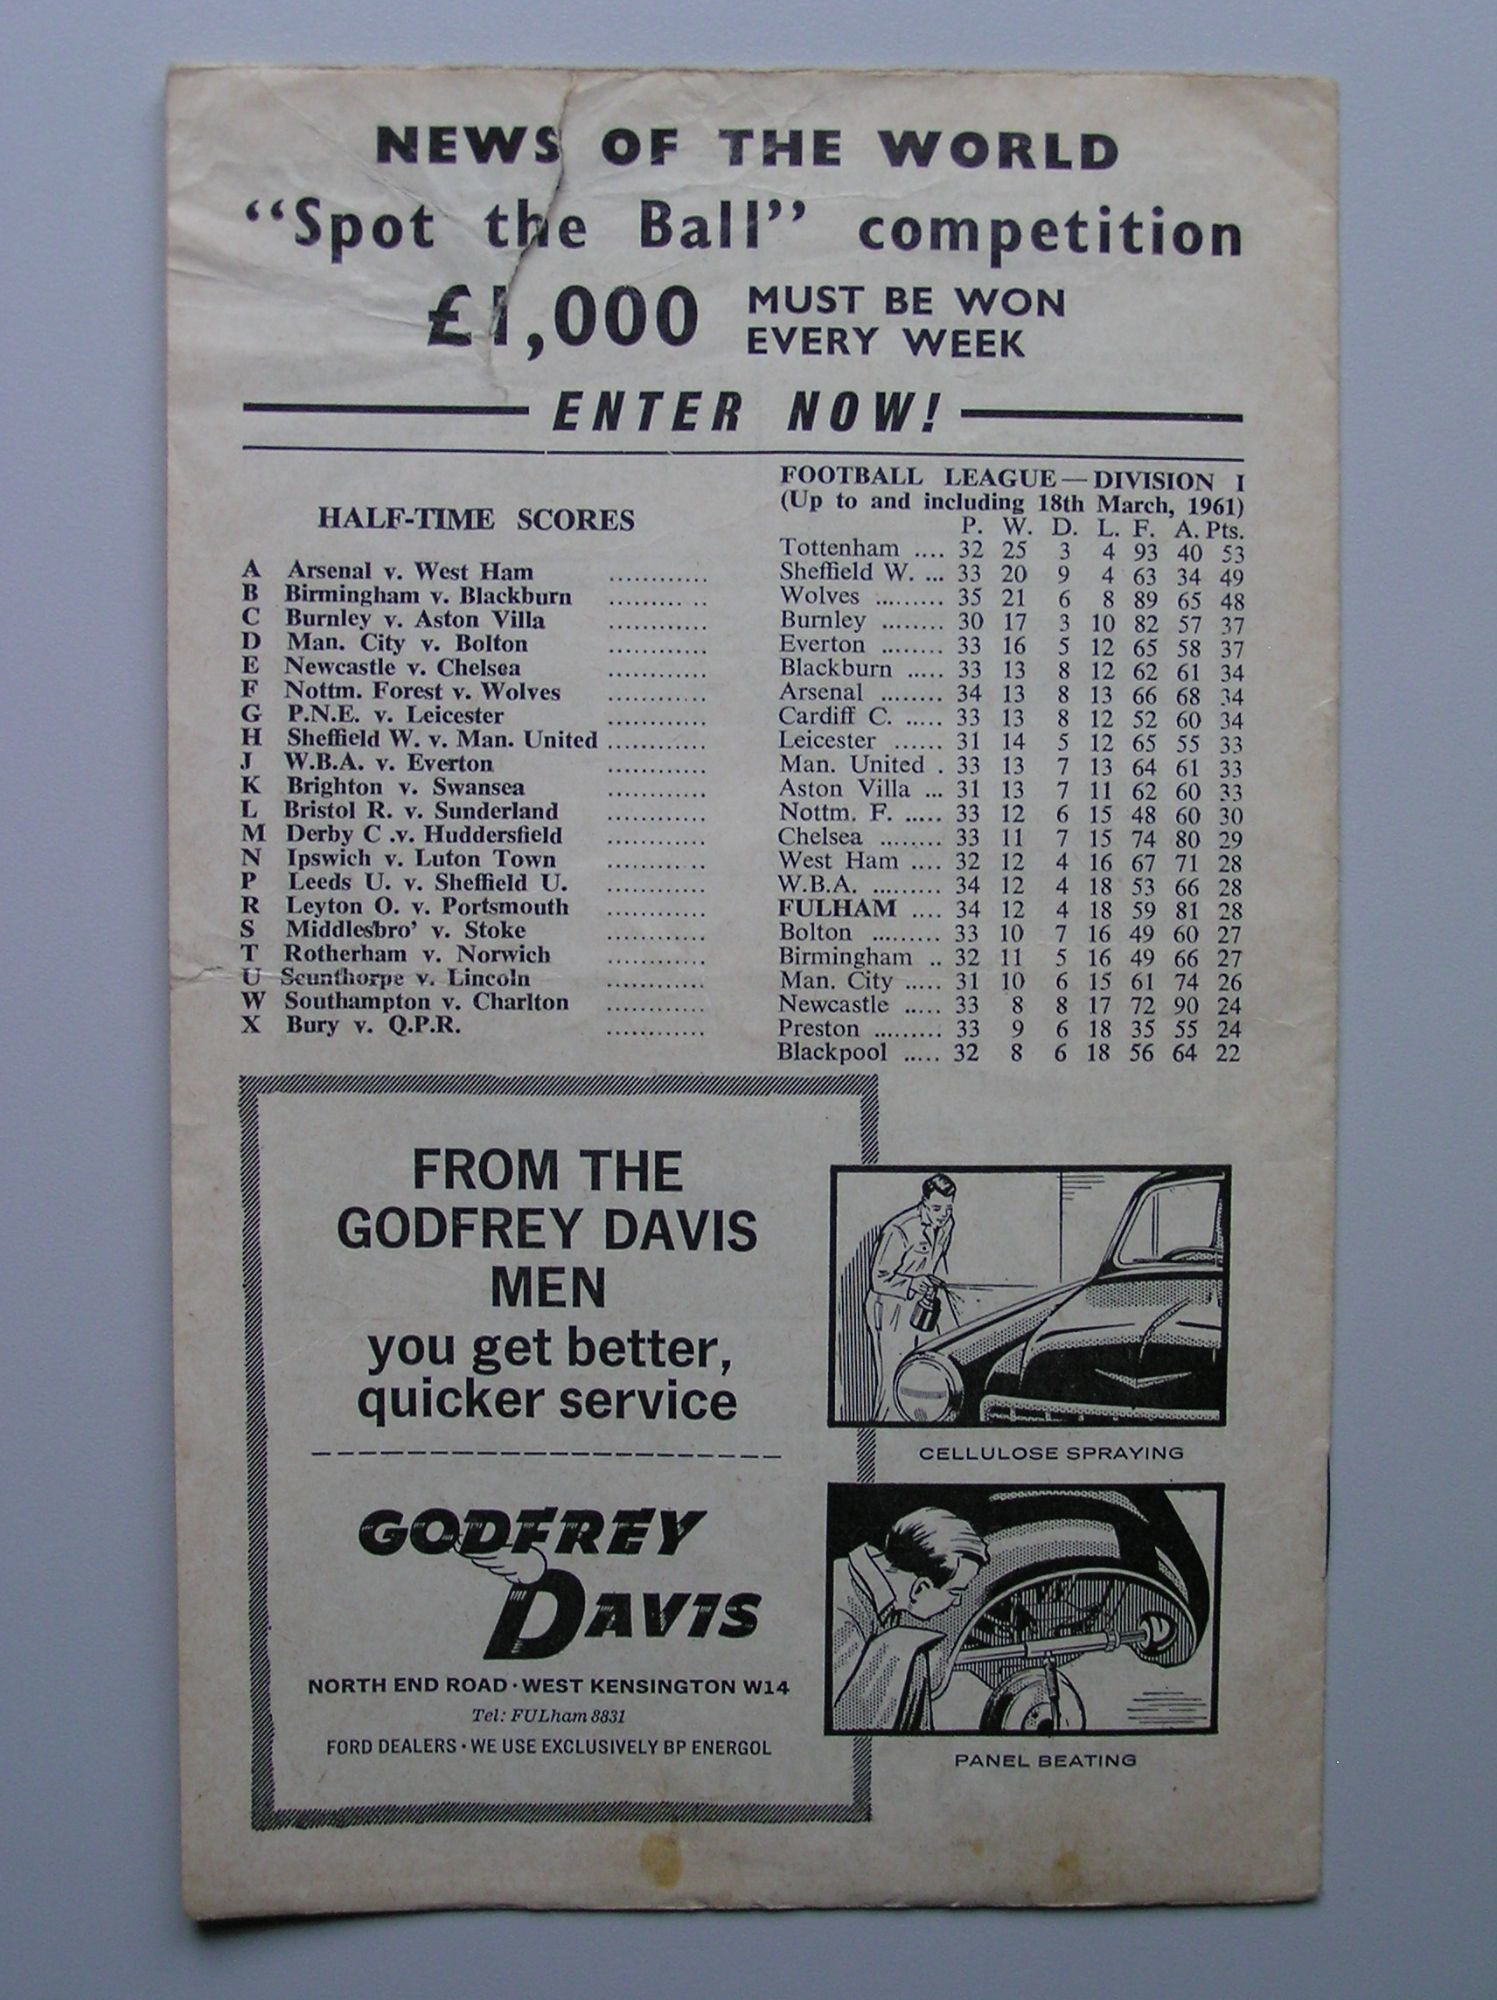 NEWS OF THE WORLD
“Spot the Ball” competition
£1,000 MUST BE WON
EVERY WEEK
ENTER NOW!
HALF-TIME SCORES
A Arsenal v. West Ham ............
B Birmingham v. Blackburn ............
C Burnley v. Aston Villa ............
D Man. City v. Bolton ............
E Newcastle v. Chelsea ............
F Nottm. Forest v. Wolves ............
G P.N.E. v. Leicester ............
H Sheffield W. v. Man. United ............
J W.B.A. v. Everton ............
K Brighton v. Swansea ............
L Bristol R. v. Sunderland ............
M Derby C .v. Huddersfield ............
N Ipswich v. Luton Town ............
P Leeds U. v. Sheffield U. ............
R Leyton O. v. Portsmouth ............
S Middlesbro’ v. Stoke ............
T Rotherham v. Norwich ............
U Scunthorpe v. Lincoln ............
W Southampton v. Charlton ............
X Bury v. Q.P.R. ............
FOOTBALL LEAGUE — DIVISION I
(Up to and including 18th March, 1961)
P. W. D. L. F. A. Pts.
Tottenham .... 32 25 3 4 93 40 53
Sheffield W. ... 33 20 9 4 63 34 49
Wolves ......... 35 21 6 8 89 65 48
Burnley ........ 30 17 3 10 82 57 37
Everton ........ 33 16 5 12 65 58 37
Blackburn ..... 33 13 8 12 62 61 34
Arsenal ........ 34 13 8 13 66 68 34
Cardiff C. ..... 33 13 8 12 52 60 34
Leicester ...... 31 14 5 12 65 55 33
Man. United . 33 13 7 13 64 61 33
Aston Villa ... 31 13 7 11 62 60 33
Nottm. F. ..... 33 12 6 15 48 60 30
Chelsea ........ 33 11 7 15 74 80 29
West Ham .... 32 12 4 16 67 71 28
W.B.A. ......... 34 12 4 18 53 66 28
FULHAM .... 34 12 4 18 59 81 28
Bolton ......... 33 10 7 16 49 60 27
Birmingham .. 32 11 5 16 49 66 27
Man. City ..... 31 10 6 15 61 74 26
Newcastle ..... 33 8 8 17 72 90 24
Preston ......... 33 9 6 18 35 55 24
Blackpool ..... 32 8 6 18 56 64 22
FROM THE
GODFREY DAVIS
MEN
you get better,
quicker service
GODFREY
DAVIS
NORTH END ROAD · WEST KENSINGTON W14
Tel: FULham 8831
FORD DEALERS · WE USE EXCLUSIVELY BP ENERGOL
CELLULOSE SPRAYING
PANEL BEATING